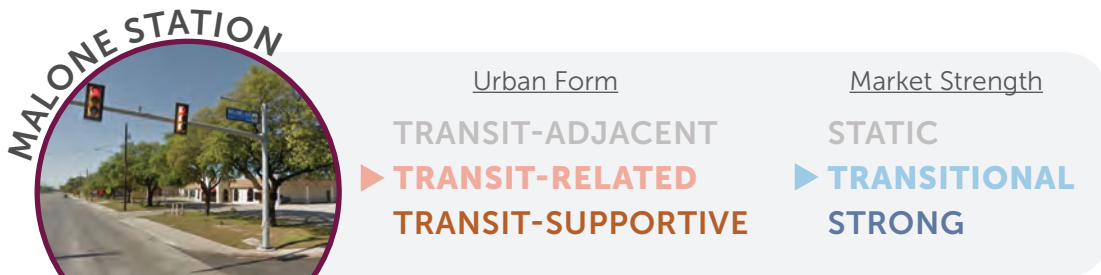 MALONE STATION
Urban Form
TRANSIT-ADJACENT
TRANSIT-RELATED
TRANSIT-SUPPORTIVE
Market Strength
STATIC
TRANSITIONAL
STRONG